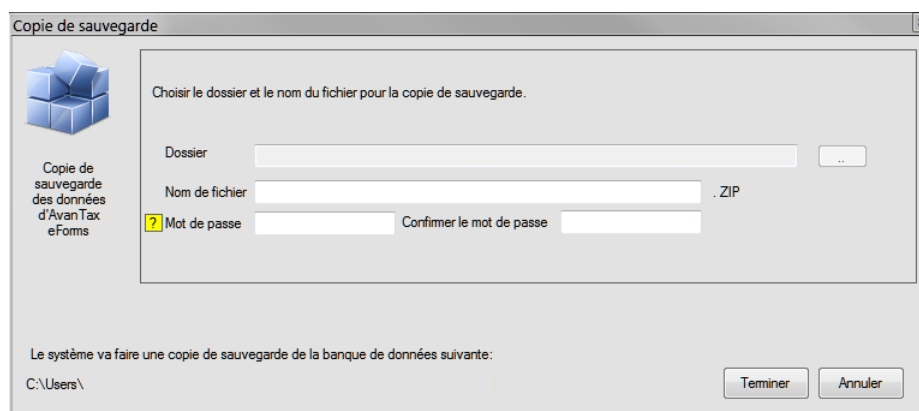 Copie de sauvegarde
Choisir le dossier et le nom du fichier pour la copie de sauvegarde.
Copie de
sauvegarde
des données
d'AvanTax
eForms
Dossier
..
Nom de fichier
. ZIP
? Mot de passe
Confirmer le mot de passe
Le système va faire une copie de sauvegarde de la banque de données suivante:
C:\Users\
Terminer
Annuler